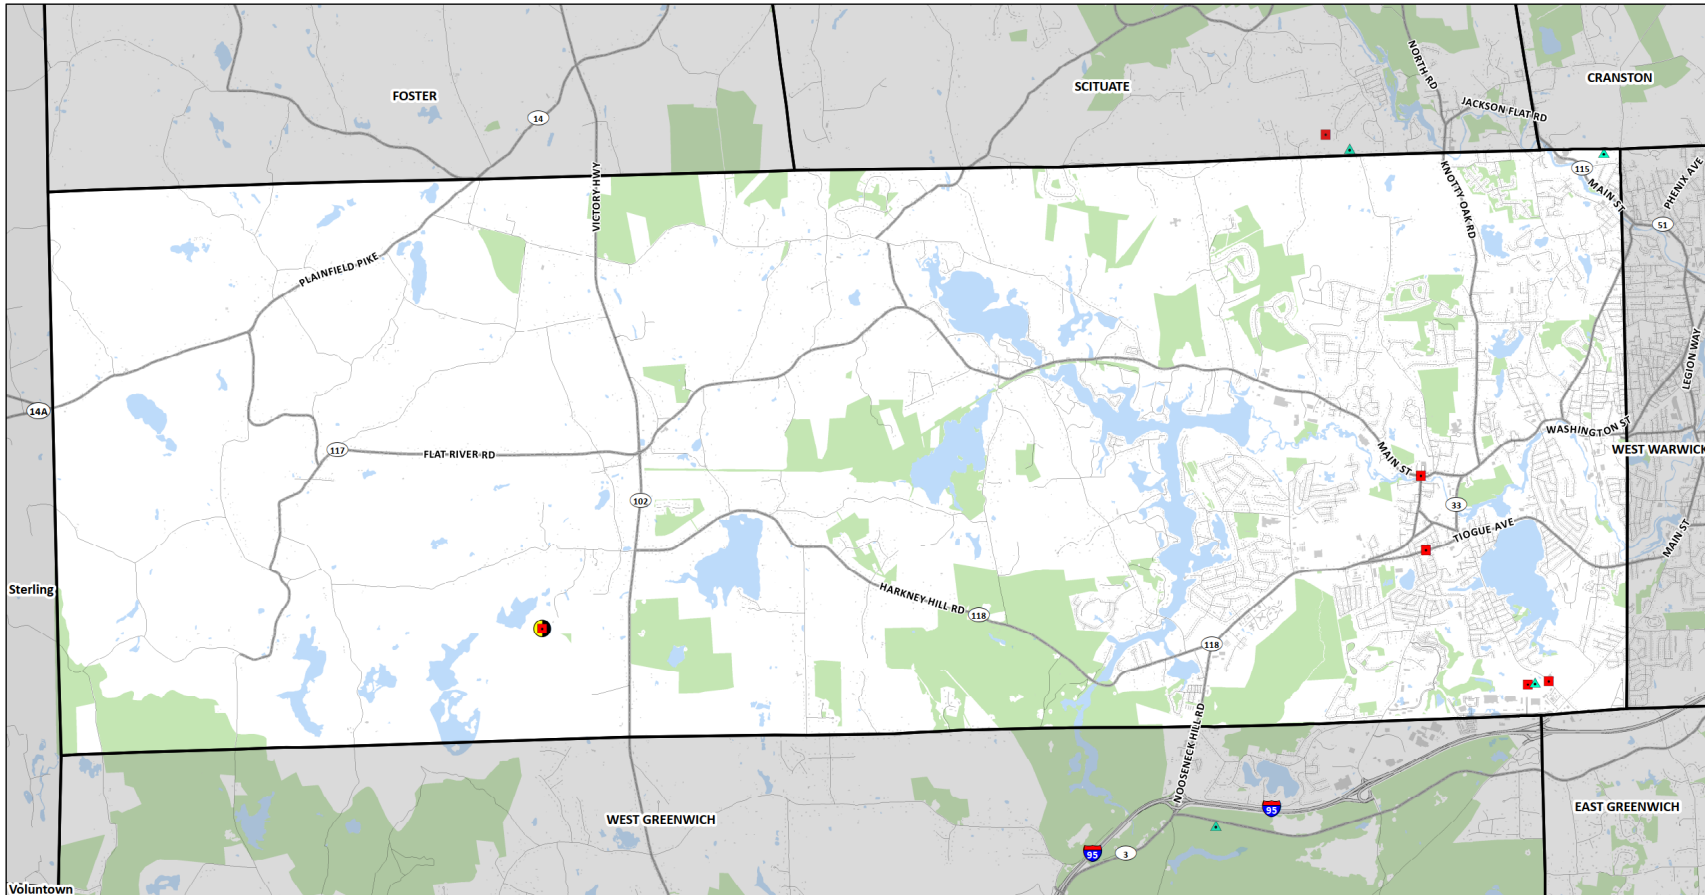 CRANSTON
SCITUATE
FOSTER
NORTH RD
JACKSON FLAT RD
14
115
MAIN ST
PHENIX AVE
VICTORY HWY
KNOTTY OAK RD
51
PLAINFIELD PIKE
LEGION WAY
14A
WASHINGTON ST
117
FLAT RIVER RD
WEST WARWICK
MAIN ST
102
33
TIOGUE AVE
MAIN ST
Sterling
HARKNEY HILL RD
118
118
NOOSENECK HILL RD
WEST GREENWICH
95
EAST GREENWICH
95
3
Voluntown